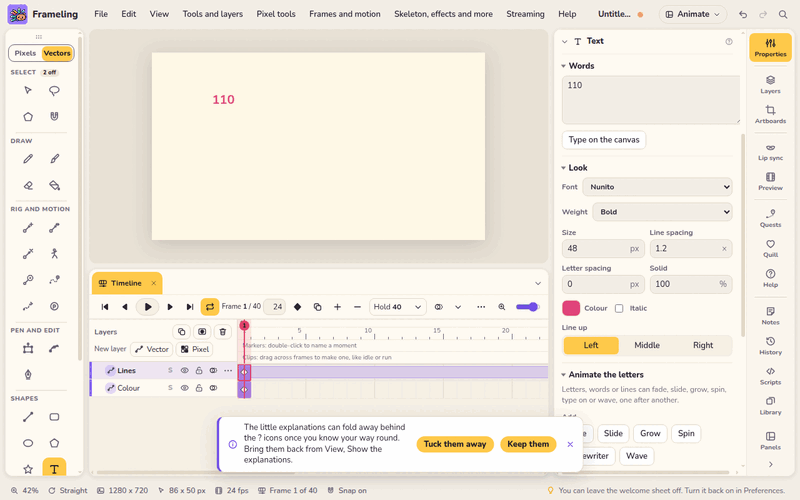 Frameling
File Edit View Tools and layers Pixel tools Frames and motion Skeleton, effects and more Streaming Help
Untitle...
Animate
Pixels Vectors
SELECT 2 off
DRAW
RIG AND MOTION
PEN AND EDIT
SHAPES
T
110
Timeline
Frame 1 / 40 24
Hold 40
Layers
1
5 10 15 20
Markers: double-click to name a moment
New layer Vector Pixel
Clips: drag across frames to make one, like idle or run
Lines S
Colour S
The little explanations can fold away behind
the ? icons once you know your way round.
Bring them back from View, Show the
explanations.
Tuck them away
Keep them
T Text
Words
110
Type on the canvas
Look
Font Nunito
Weight Bold
Size Line spacing
48 px 1.2 ×
Letter spacing Solid
0 px 100 %
Colour Italic
Line up
Left Middle Right
Animate the letters
Letters, words or lines can fade, slide, grow, spin,
type on or wave, one after another.
Slide Grow Spin
Wave
Properties
Layers
Artboards
Lip sync
Preview
Quests
Quill
Help
Notes
History
Scripts
Library
Panels
42% Straight 1280 x 720 86 x 50 px 24 fps Frame 1 of 40 Snap on
You can leave the welcome sheet off. Turn it back on in Preferences.